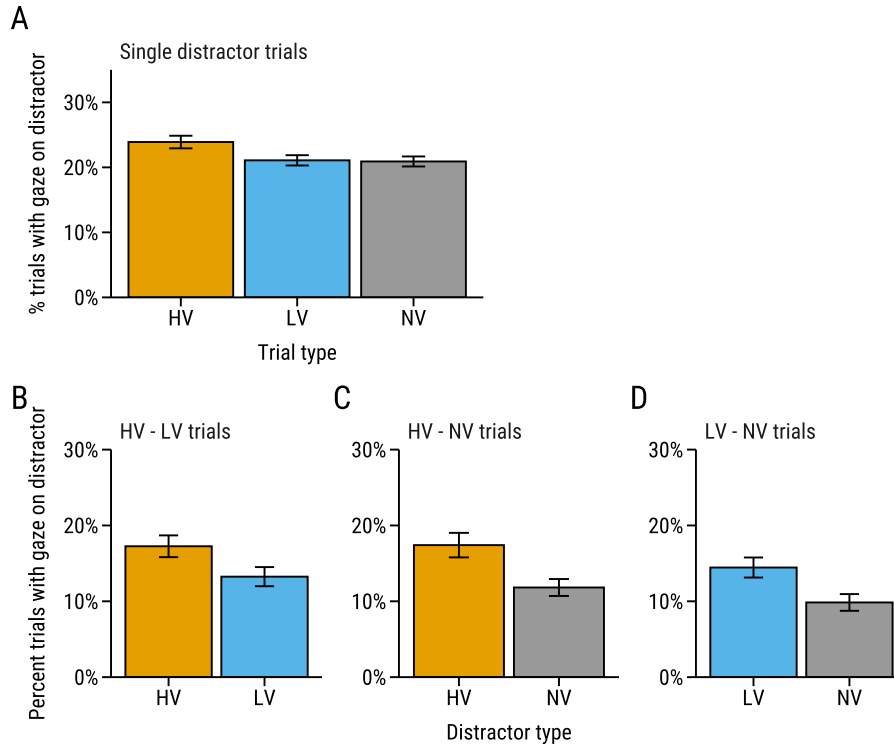 A
Single distractor trials
% trials with gaze on distractor
30%
20%
10%
0%
HV LV NV
Trial type
B
HV - LV trials
Percent trials with gaze on distractor
30%
20%
10%
0%
HV LV
C
HV - NV trials
30%
20%
10%
0%
HV NV
Distractor type
D
LV - NV trials
30%
20%
10%
0%
LV NV